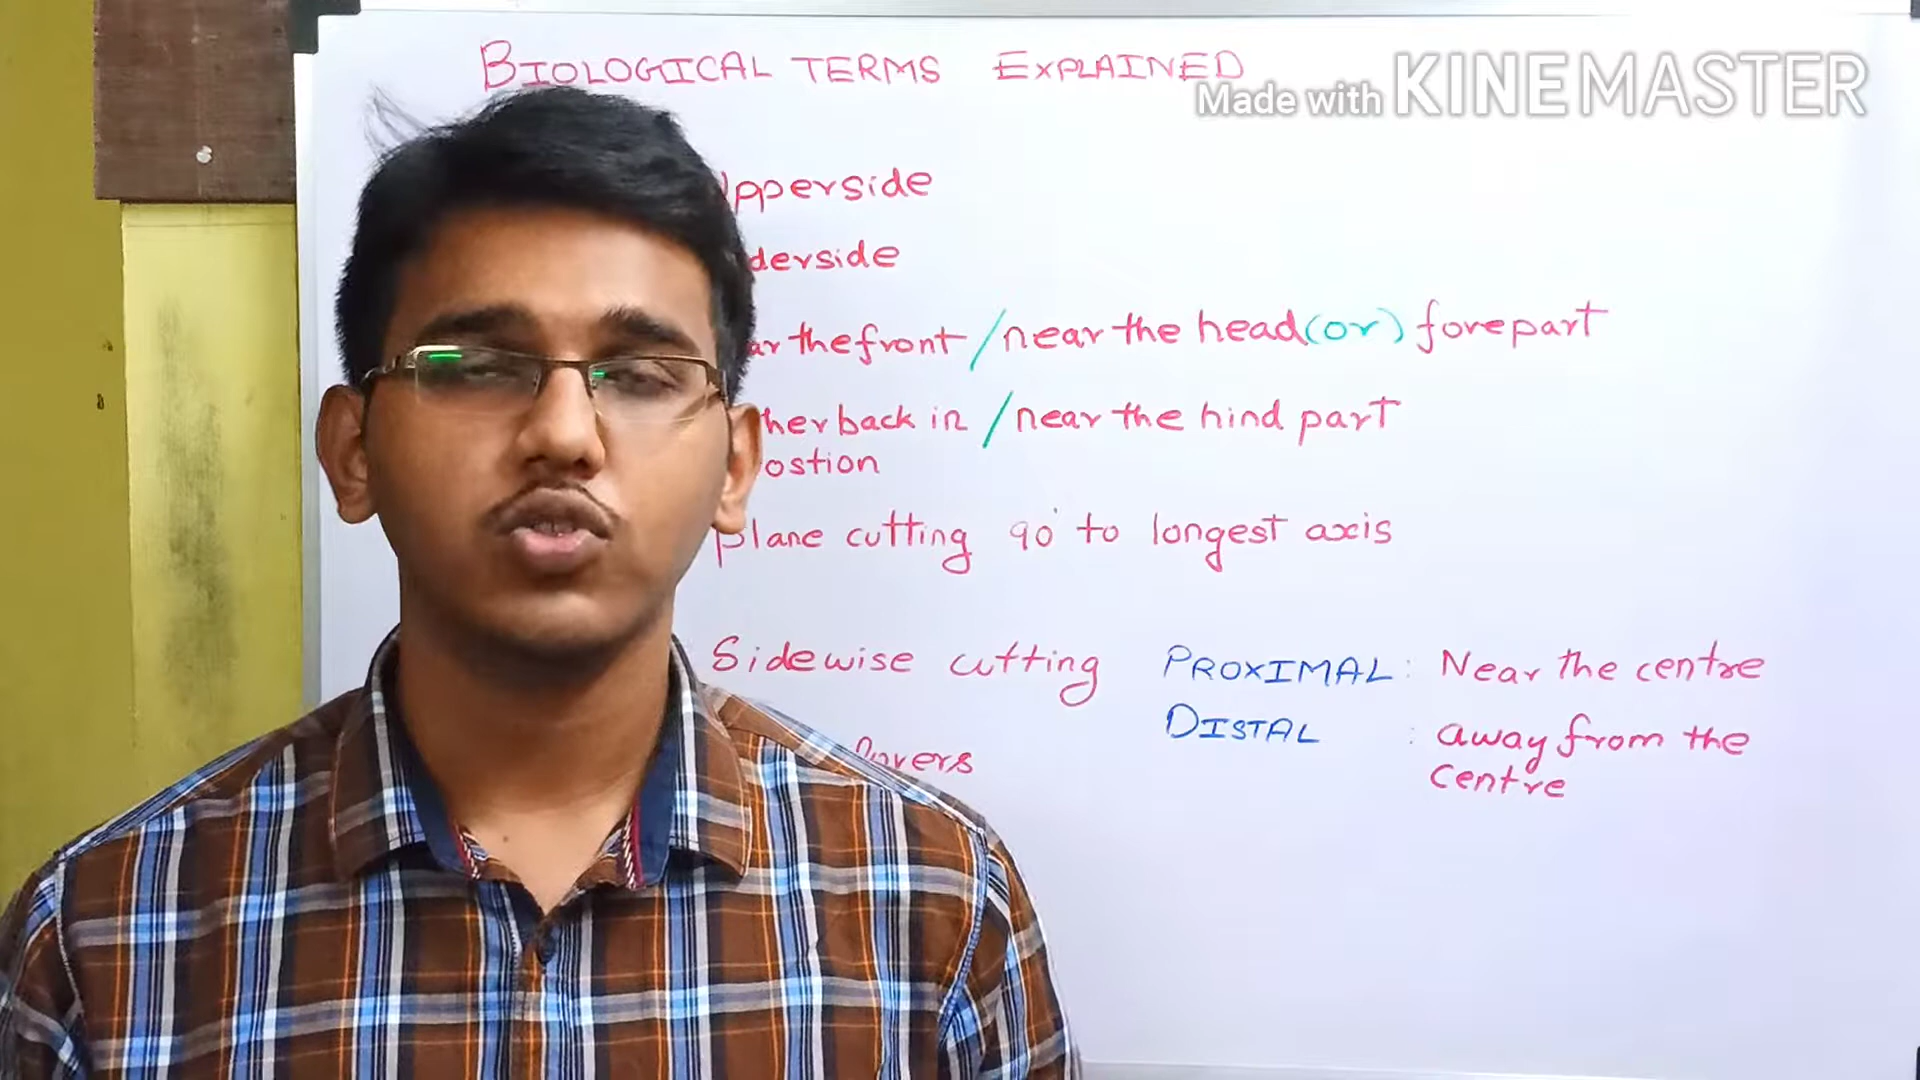 BIOLOGICAL TERMS EXPLAINED
Made with KINEMASTER
pperside
derside
ar the front / near the head (or) forepart
her back in / near the hind part
ostion
plane cutting 90° to longest axis
Sidewise cutting
PROXIMAL : Near the centre
DISTAL : away from the
centre